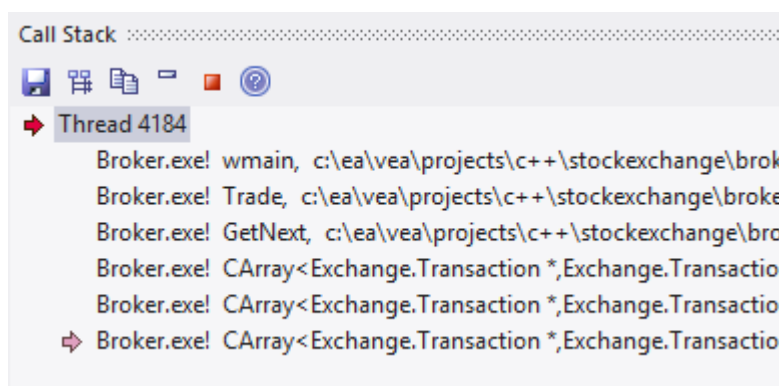 Call Stack
Thread 4184
Broker.exe! wmain, c:\ea\vea\projects\c++\stockexchange\brok
Broker.exe! Trade, c:\ea\vea\projects\c++\stockexchange\broke
Broker.exe! GetNext, c:\ea\vea\projects\c++\stockexchange\bro
Broker.exe! CArray<Exchange.Transaction *,Exchange.Transactio
Broker.exe! CArray<Exchange.Transaction *,Exchange.Transactio
Broker.exe! CArray<Exchange.Transaction *,Exchange.Transactio